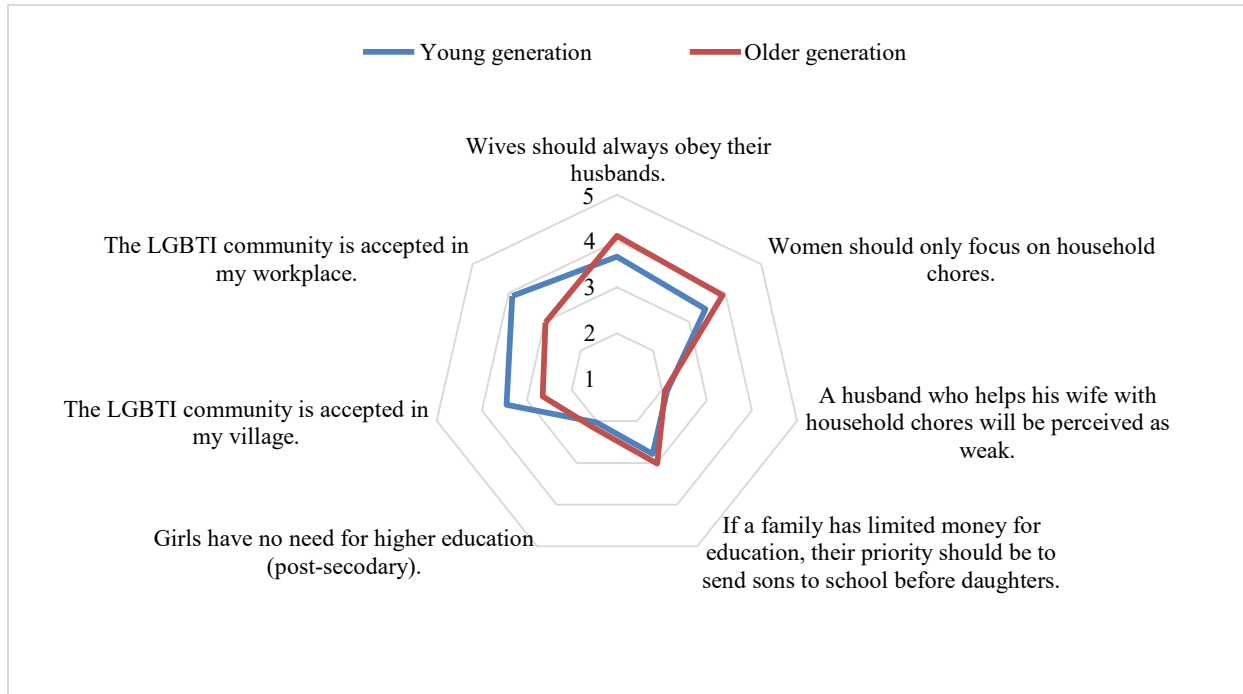 Young generation
Older generation
Wives should always obey their
husbands.
5
4
3
2
1
Women should only focus on household
chores.
A husband who helps his wife with
household chores will be perceived as
weak.
If a family has limited money for
education, their priority should be to
send sons to school before daughters.
Girls have no need for higher education
(post-secodary).
The LGBTI community is accepted in
my village.
The LGBTI community is accepted in
my workplace.